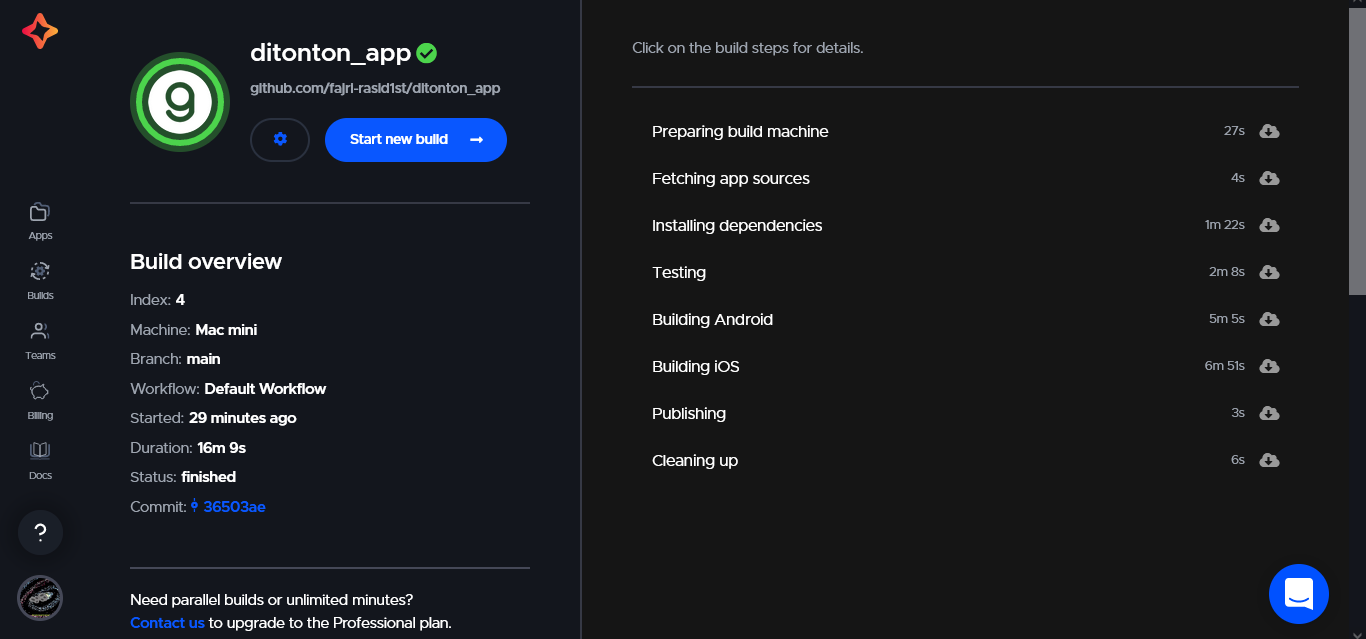 ditonton_app
github.com/fajri-rasid1st/ditonton_app
g
Start new build
Apps
Builds
Teams
Billing
Docs
?
Build overview
Index: 4
Machine: Mac mini
Branch: main
Workflow: Default Workflow
Started: 29 minutes ago
Duration: 16m 9s
Status: finished
Commit: 36503ae
Need parallel builds or unlimited minutes?
Contact us to upgrade to the Professional plan.
Click on the build steps for details.
Preparing build machine 27s
Fetching app sources 4s
Installing dependencies 1m 22s
Testing 2m 8s
Building Android 5m 5s
Building iOS 6m 51s
Publishing 3s
Cleaning up 6s